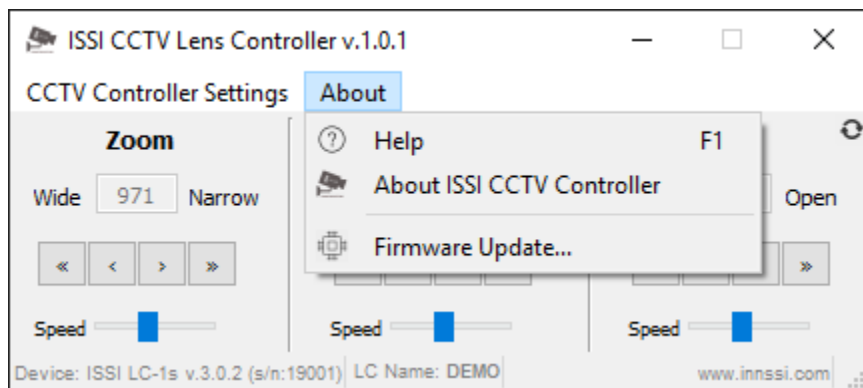 ISSI CCTV Lens Controller v.1.0.1
CCTV Controller Settings About
Zoom
Help F1
About ISSI CCTV Controller
Wide 971 Narrow
Open
Firmware Update...
« < > »
»
Speed
Speed
Speed
Device: ISSI LC-1s v.3.0.2 (s/n:19001) LC Name: DEMO www.innssi.com